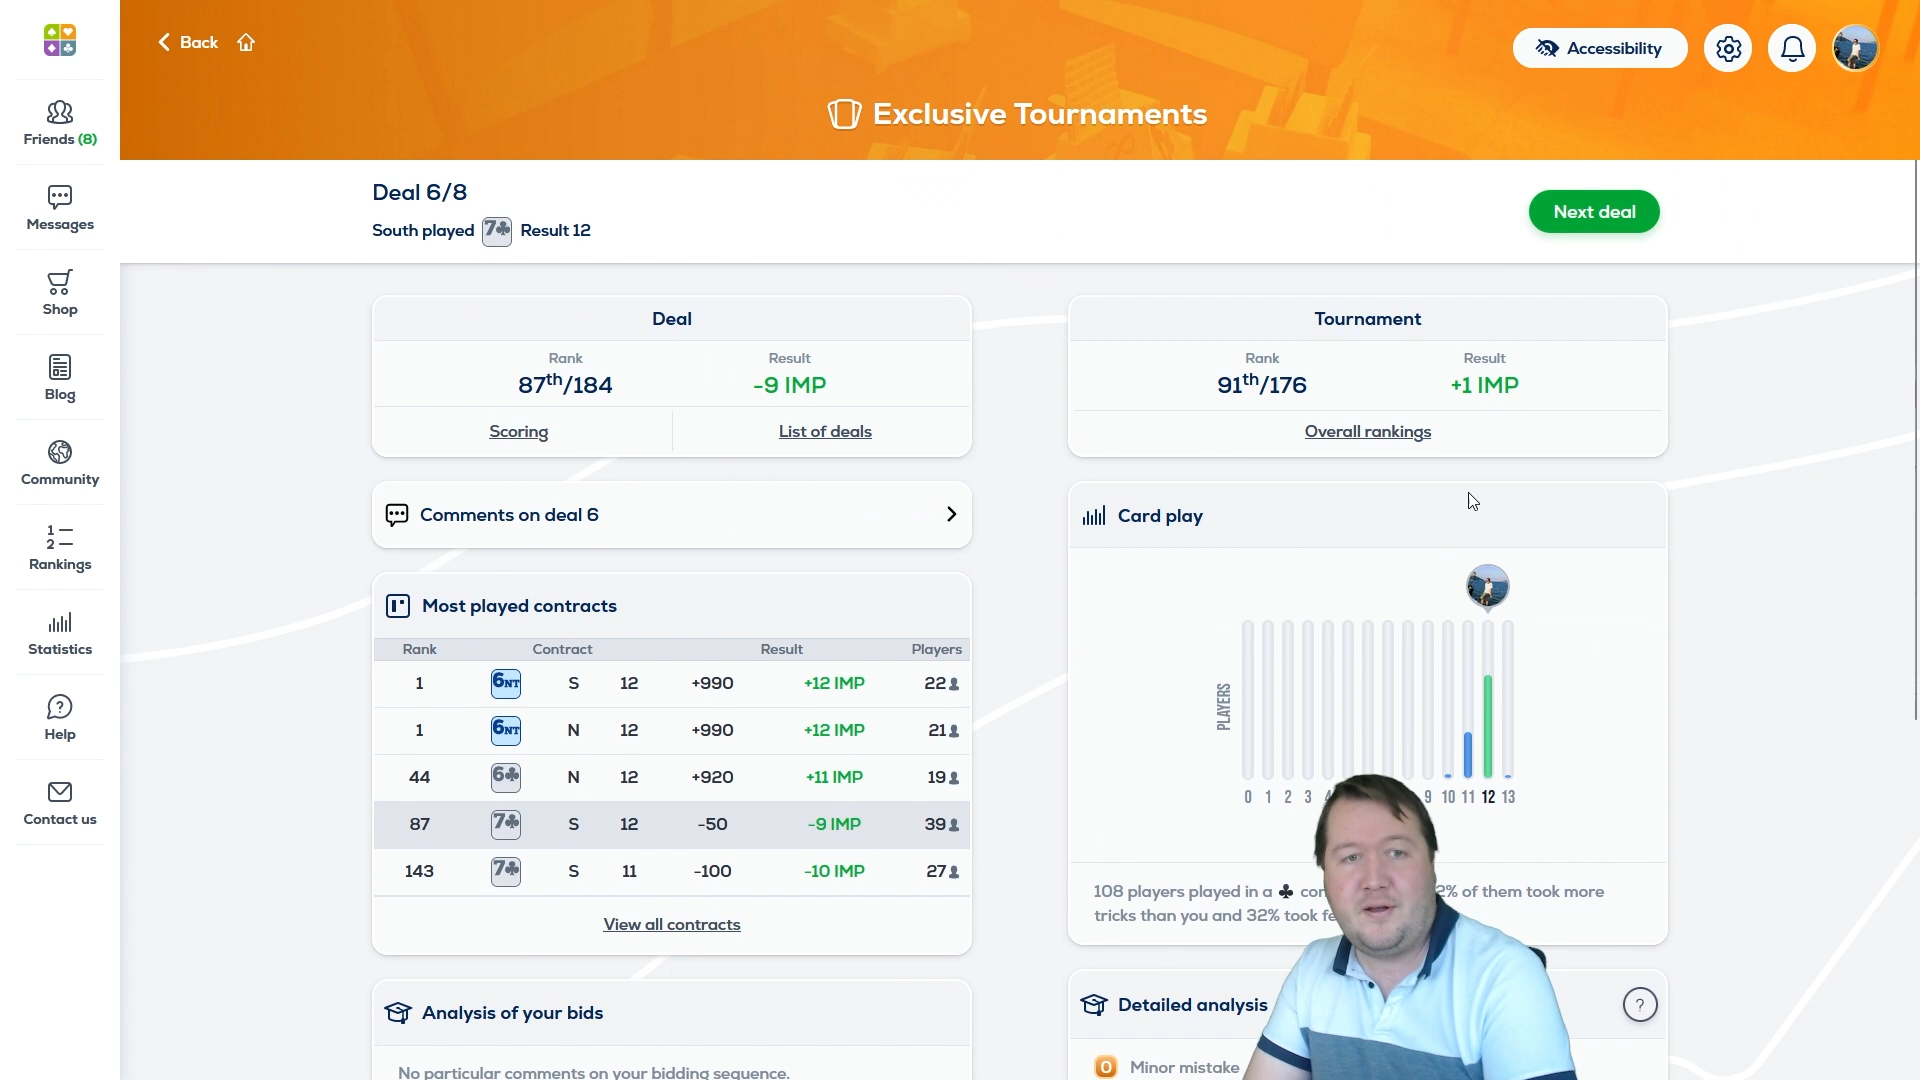 Back
Accessibility
Exclusive Tournaments
Friends (8)
Messages
Shop
Blog
Community
1
2
Rankings
Statistics
Help
Contact us
Deal 6/8
South played 7♣ Result 12
Next deal
Deal
Rank Result
87th/184 -9 IMP
Scoring List of deals
Tournament
Rank Result
91th/176 +1 IMP
Overall rankings
Comments on deal 6
Most played contracts
Rank Contract Result Players
1 6NT S 12 +990 +12 IMP 22
1 6NT N 12 +990 +12 IMP 21
44 6♣ N 12 +920 +11 IMP 19
87 7♣ S 12 -50 -9 IMP 39
143 7♣ S 11 -100 -10 IMP 27
View all contracts
Analysis of your bids
No particular comments on your bidding sequence.
Card play
PLAYERS
0 1 2 3 9 10 11 12 13
108 players played in a ♣ 2% of them took more
tricks than you and 32% took
Detailed analysis
?
Minor mistake